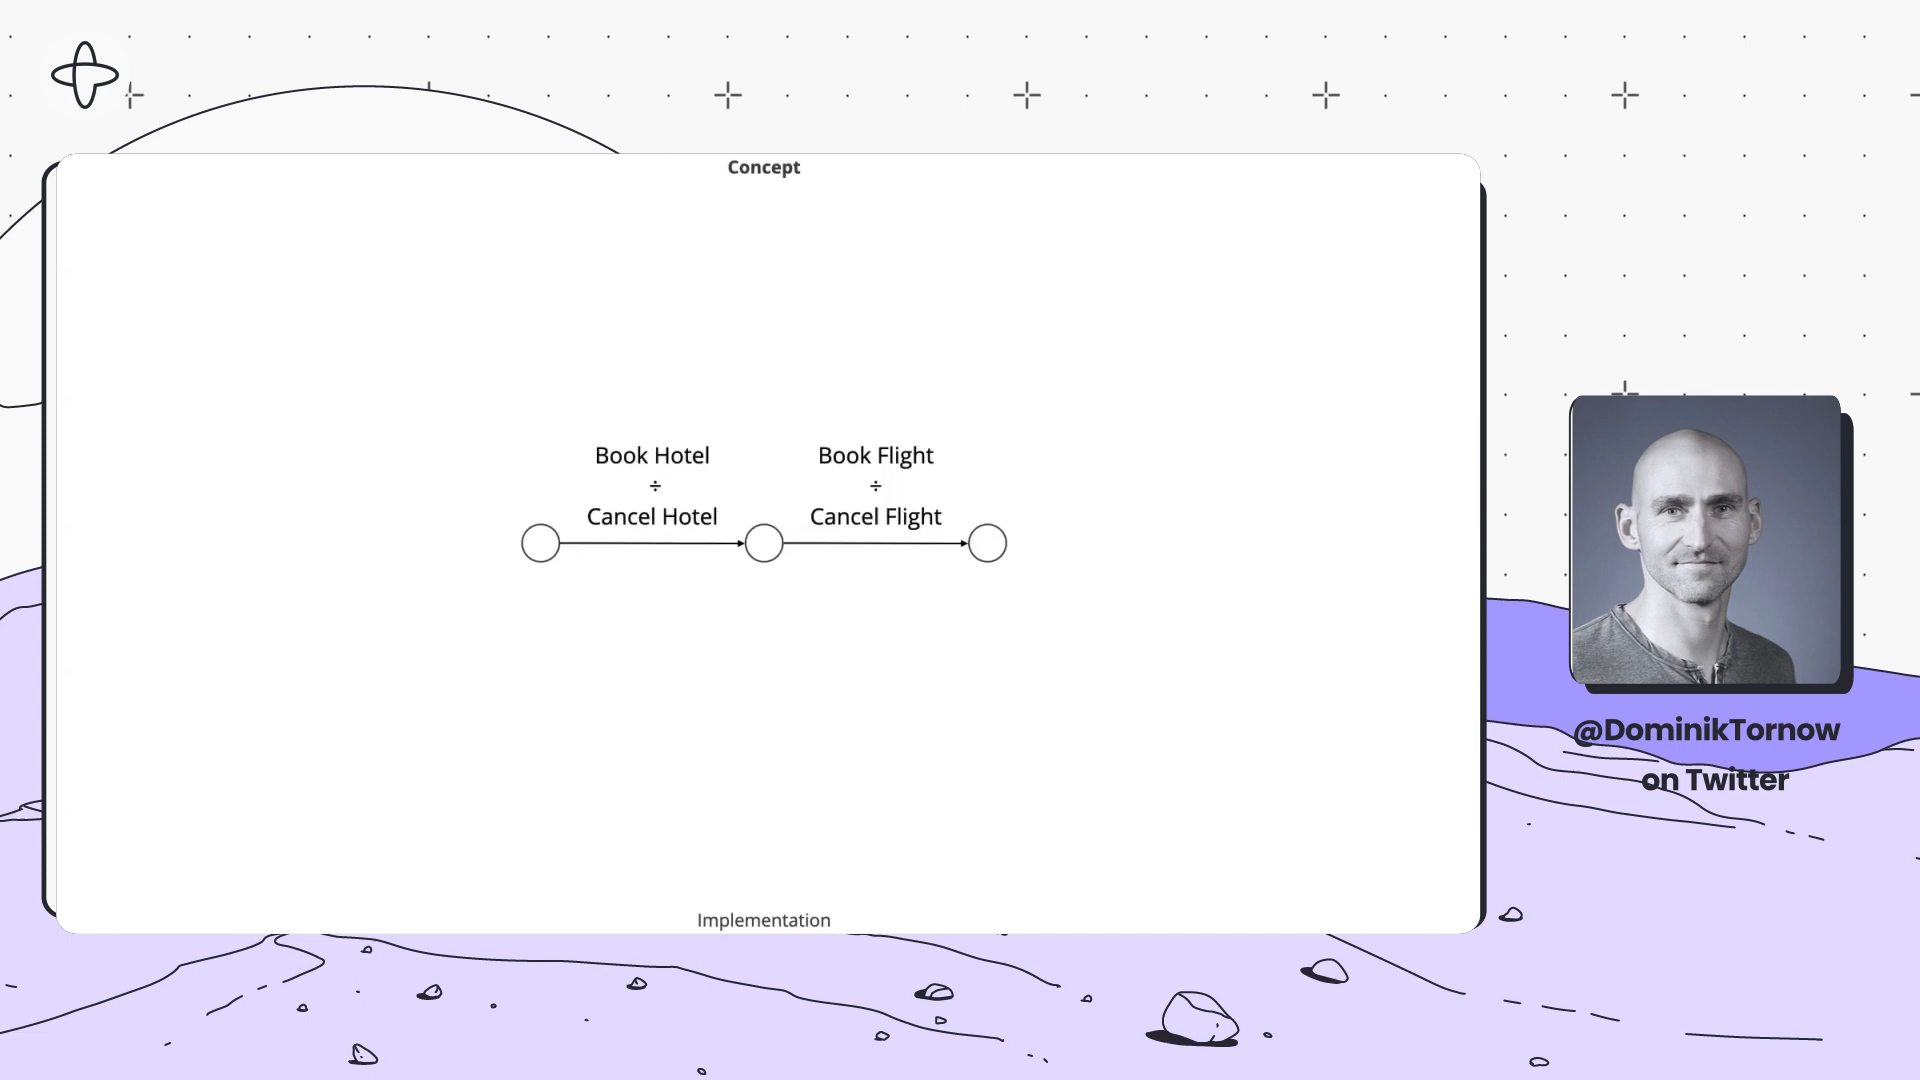 Concept
Book Hotel
÷
Cancel Hotel
Book Flight
÷
Cancel Flight
Implementation
@DominikTornow
on Twitter